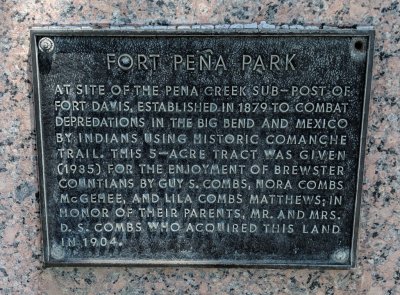 FORT PEÑA PARK
AT SITE OF THE PENA CREEK SUB-POST OF
FORT DAVIS, ESTABLISHED IN 1879 TO COMBAT
DEPREDATIONS IN THE BIG BEND AND MEXICO
BY INDIANS USING HISTORIC COMANCHE
TRAIL. THIS 5-ACRE TRACT WAS GIVEN
(1935) FOR THE ENJOYMENT OF BREWSTER
COUNTIANS BY GUY S. COMBS, NORA COMBS
McGEHEE, AND LILA COMBS MATTHEWS; IN
HONOR OF THEIR PARENTS, MR. AND MRS.
D. S. COMBS WHO ACQUIRED THIS LAND
IN 1904.